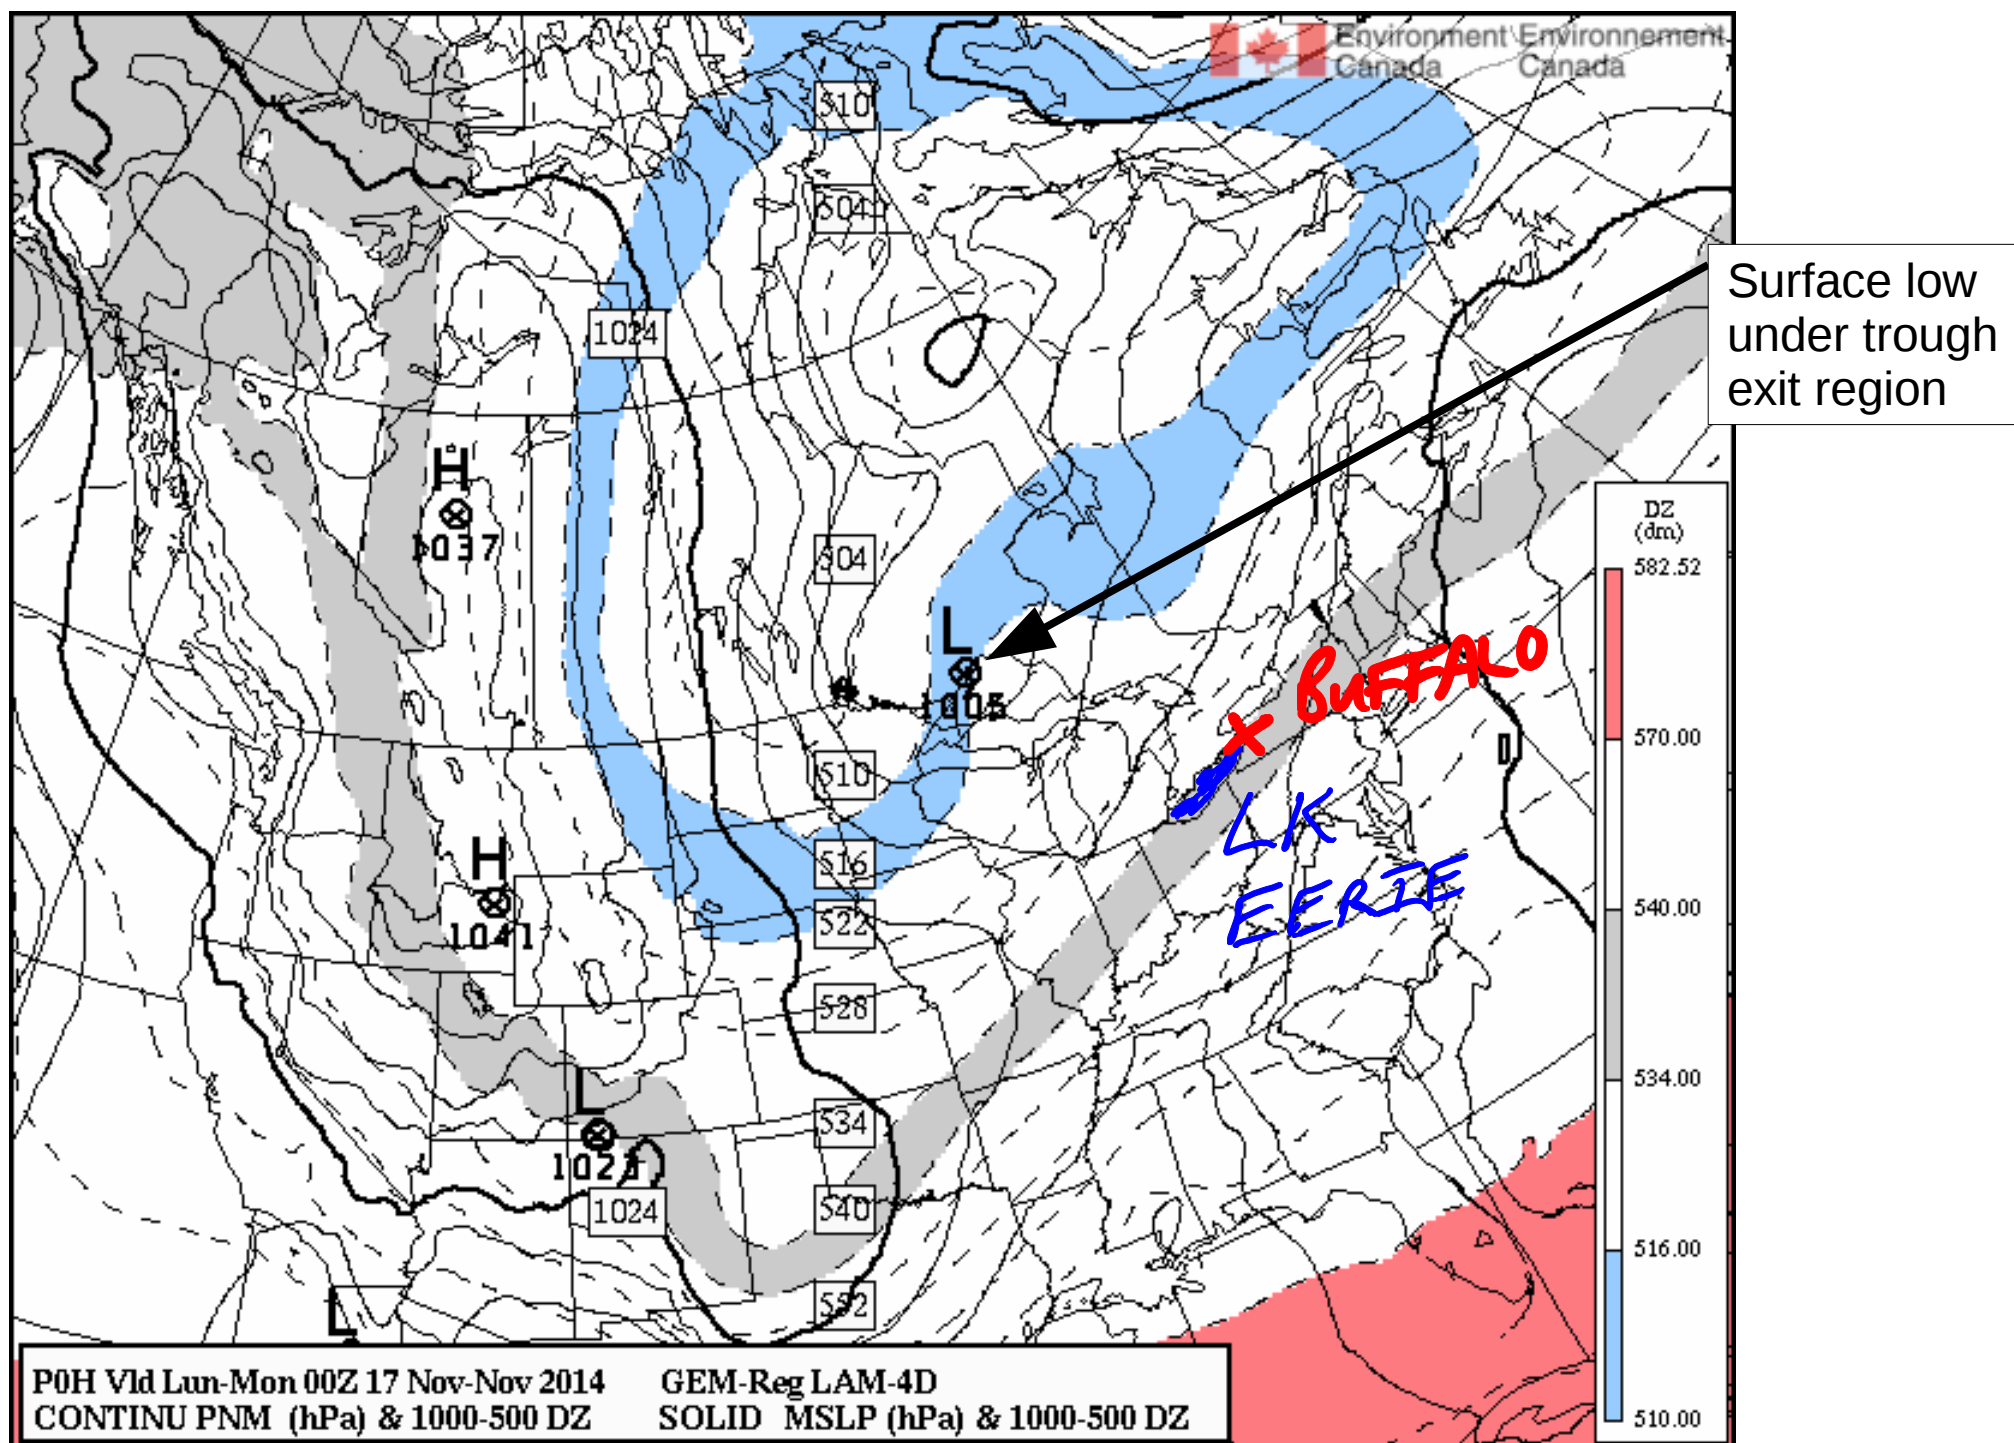 Environment Environnement
Canada Canada
510
504
1024
Surface low
under trough
exit region
H
1037
DZ
(dm)
582.52
304
L
1005
BUFFALO
570.00
510
LK
EERIE
516
H
1041
522
540.00
528
534.00
L
534
1023
1024
540
516.00
552
L
P0H Vld Lun-Mon 00Z 17 Nov-Nov 2014 GEM-Reg LAM-4D
CONTINU PNM (hPa) & 1000-500 DZ SOLID MSLP (hPa) & 1000-500 DZ
510.00